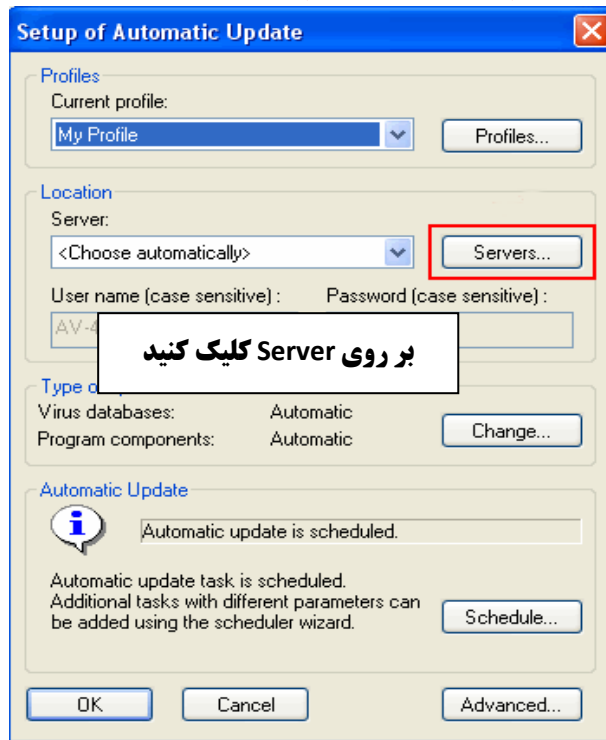 Setup of Automatic Update
Profiles
Current profile:
My Profile
Profiles...
Location
Server:
<Choose automatically>
Servers...
User name (case sensitive) :
Password (case sensitive) :
بر روی Server کلیک کنید
Virus databases:
Automatic
Program components:
Automatic
Change...
Automatic Update
Automatic update is scheduled.
Automatic update task is scheduled.
Additional tasks with different parameters can
be added using the scheduler wizard.
Schedule...
OK
Cancel
Advanced...